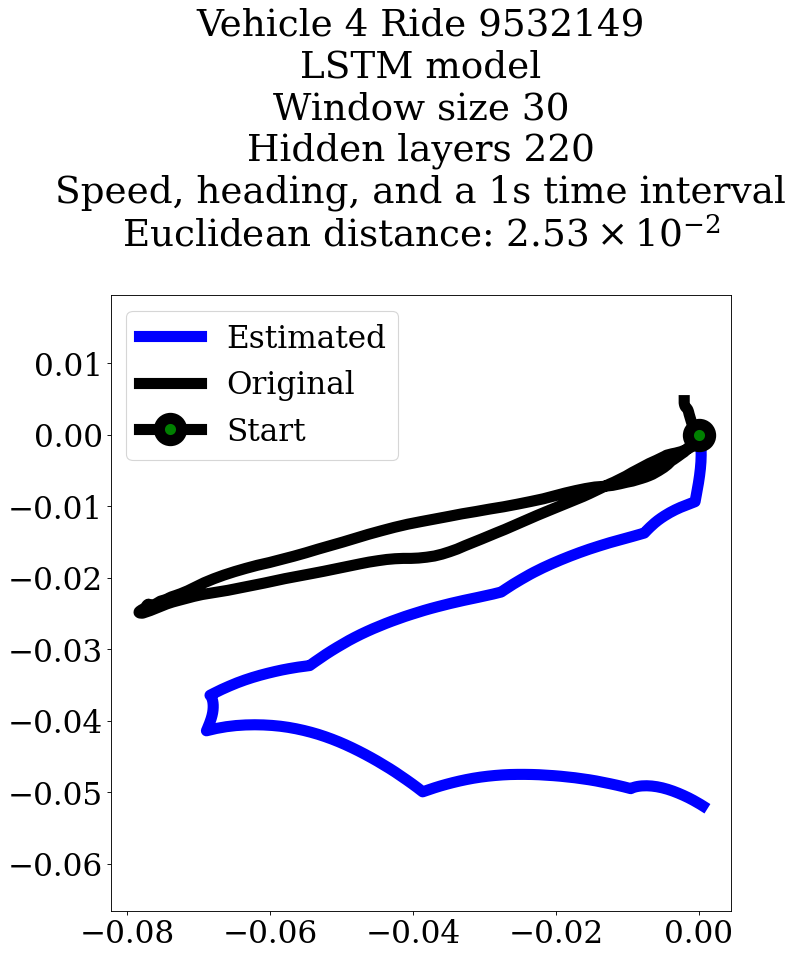 Vehicle 4 Ride 9532149
LSTM model
Window size 30
Hidden layers 220
Speed, heading, and a 1s time interval
Euclidean distance: 2.53 × 10⁻²
Estimated
Original
Start
0.01
0.00
−0.01
−0.02
−0.03
−0.04
−0.05
−0.06
−0.08 −0.06 −0.04 −0.02 0.00